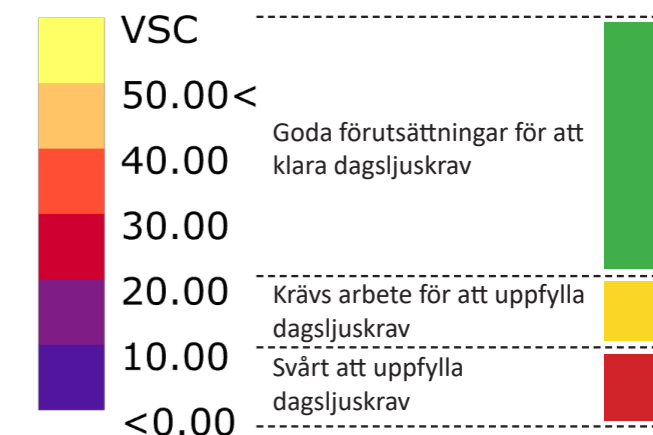 VSC
50.00<
40.00
30.00
20.00
10.00
<0.00
Goda förutsättningar för att
klara dagsljuskrav
Krävs arbete för att uppfylla
dagsljuskrav
Svårt att uppfylla
dagsljuskrav